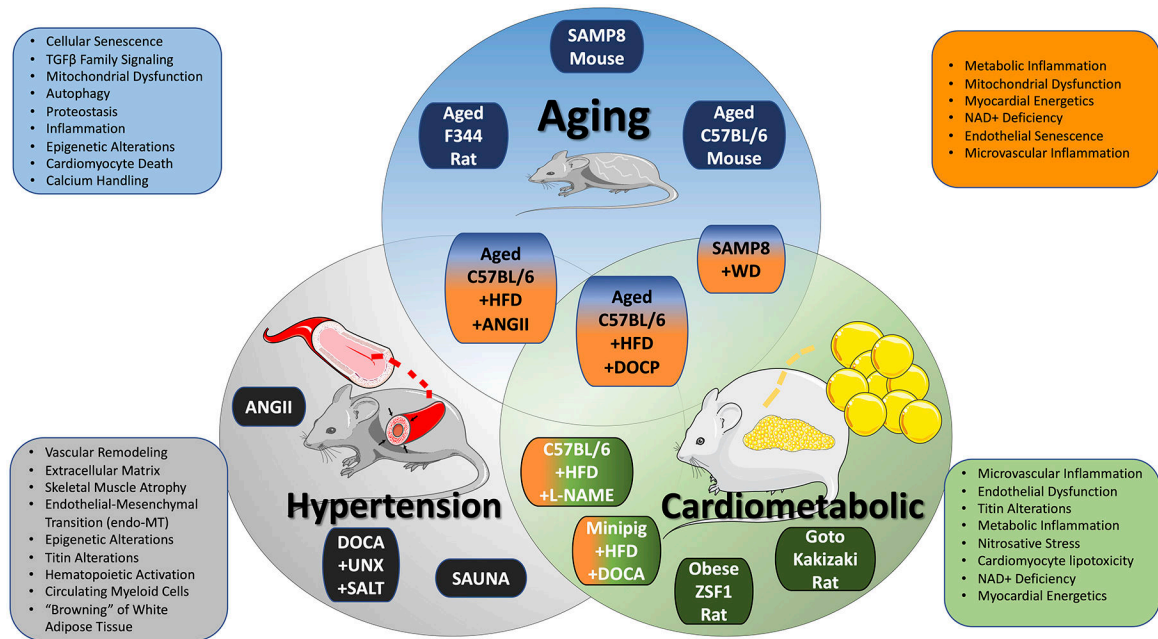 • Cellular Senescence
• TGFβ Family Signaling
• Mitochondrial Dysfunction
• Autophagy
• Proteostasis
• Inflammation
• Epigenetic Alterations
• Cardiomyocyte Death
• Calcium Handling
SAMP8
Mouse
Aging
Aged
F344
Rat
Aged
C57BL/6
Mouse
• Metabolic Inflammation
• Mitochondrial Dysfunction
• Myocardial Energetics
• NAD+ Deficiency
• Endothelial Senescence
• Microvascular Inflammation
Aged
C57BL/6
+HFD
+ANGII
Aged
C57BL/6
+HFD
+DOCP
SAMP8
+WD
ANGII
Hypertension
DOCA
+UNX
+SALT
SAUNA
C57BL/6
+HFD
+L-NAME
Minipig
+HFD
+DOCA
Cardiometabolic
Obese
ZSF1
Rat
Goto
Kakizaki
Rat
• Vascular Remodeling
• Extracellular Matrix
• Skeletal Muscle Atrophy
• Endothelial-Mesenchymal
Transition (endo-MT)
• Epigenetic Alterations
• Titin Alterations
• Hematopoietic Activation
• Circulating Myeloid Cells
• “Browning” of White
Adipose Tissue
• Microvascular Inflammation
• Endothelial Dysfunction
• Titin Alterations
• Metabolic Inflammation
• Nitrosative Stress
• Cardiomyocyte lipotoxicity
• NAD+ Deficiency
• Myocardial Energetics